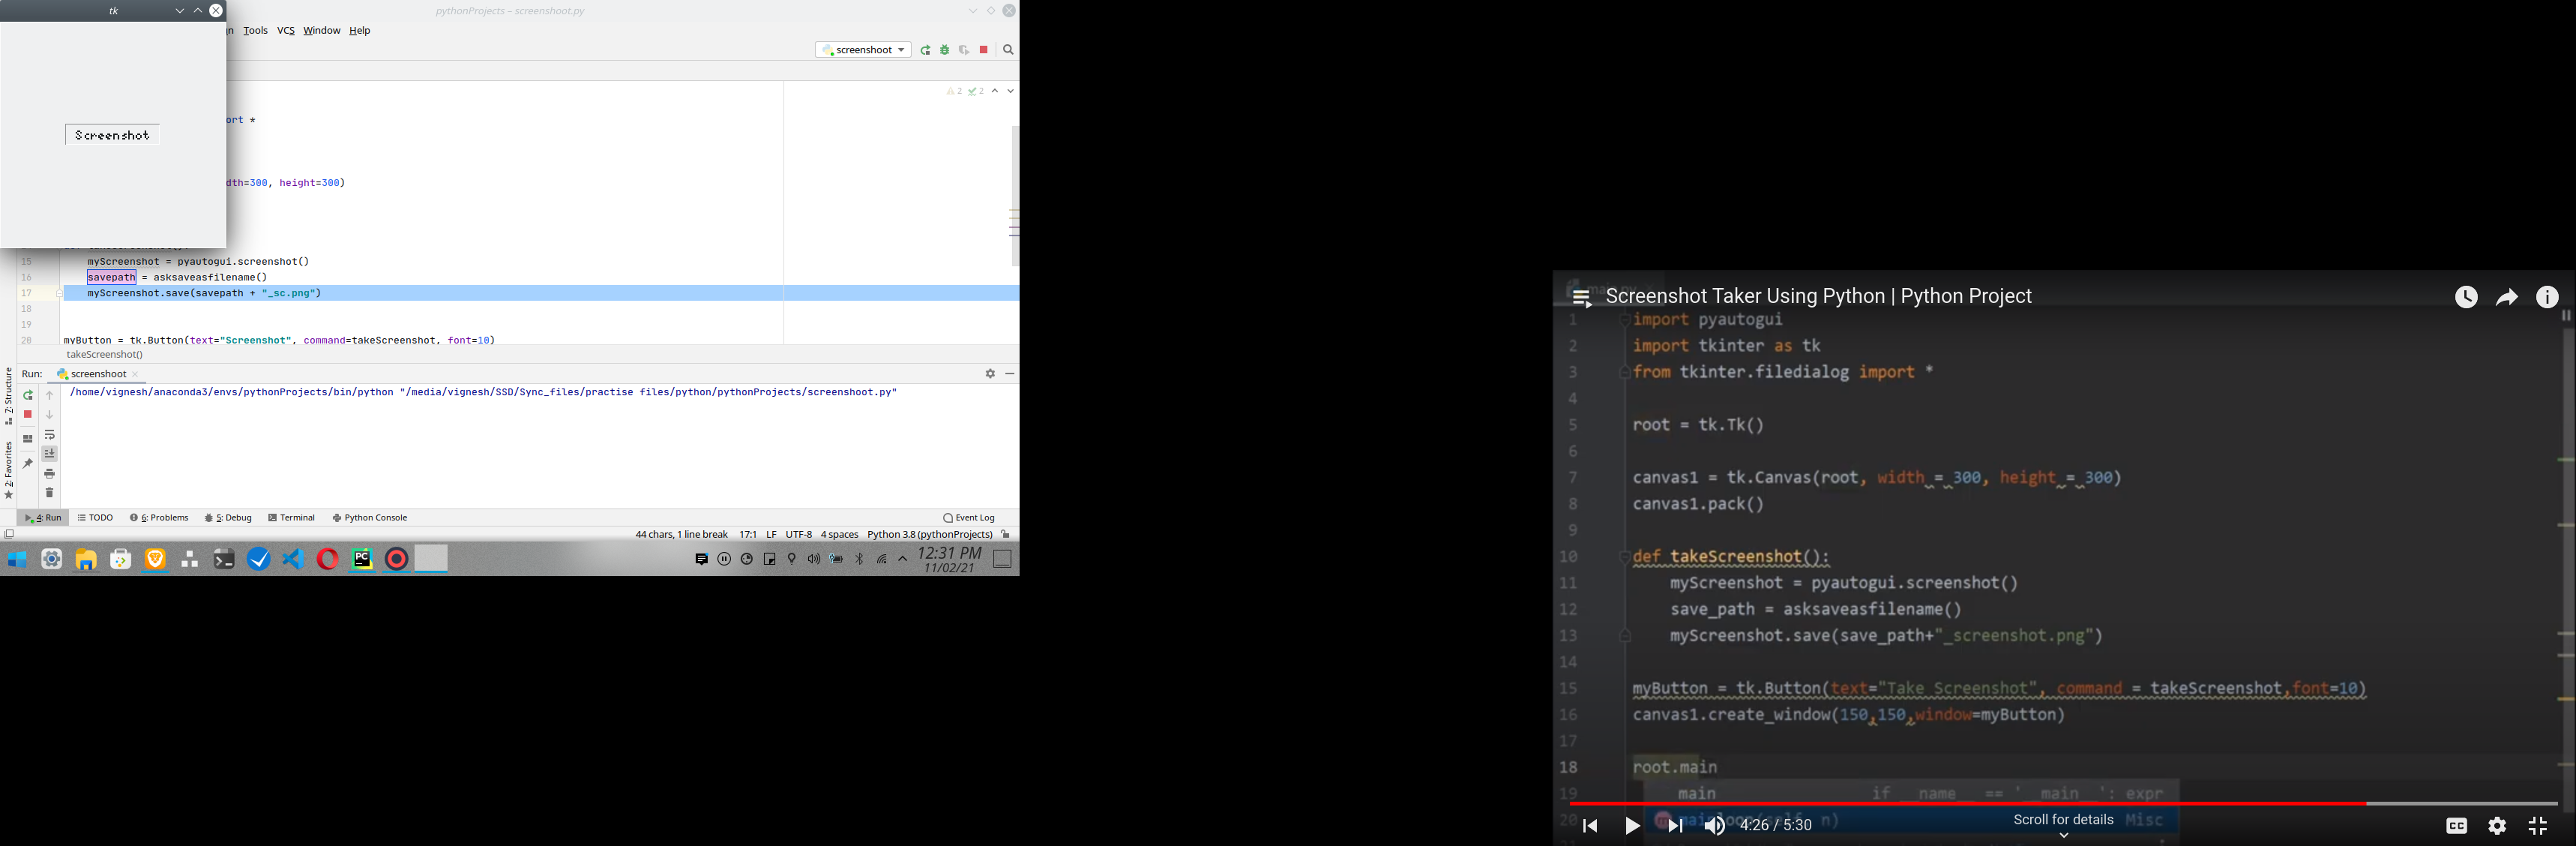 tk
pythonProjects – screenshoot.py
Tools VCS Window Help
screenshoot
2 2
ort *
Screenshot
dth=300, height=300)
15 myScreenshot = pyautogui.screenshot()
16 savepath = asksaveasfilename()
17 myScreenshot.save(savepath + "_sc.png")
18
19
20 myButton = tk.Button(text="Screenshot", command=takeScreenshot, font=10)
takeScreenshot()
Run: screenshoot
/home/vignesh/anaconda3/envs/pythonProjects/bin/python "/media/vignesh/SSD/Sync_files/practise files/python/pythonProjects/screenshoot.py"
Z: Structure
2: Favorites
4: Run TODO 6: Problems 5: Debug Terminal Python Console Event Log
44 chars, 1 line break 17:1 LF UTF-8 4 spaces Python 3.8 (pythonProjects)
PC
12:31 PM
11/02/21
Screenshot Taker Using Python | Python Project
1 import pyautogui
2 import tkinter as tk
3 from tkinter.filedialog import *
4
5 root = tk.Tk()
6
7 canvas1 = tk.Canvas(root, width = 300, height = 300)
8 canvas1.pack()
9
10 def takeScreenshot():
11 myScreenshot = pyautogui.screenshot()
12 save_path = asksaveasfilename()
13 myScreenshot.save(save_path+"_screenshot.png")
14
15 myButton = tk.Button(text="Take Screenshot", command = takeScreenshot,font=10)
16 canvas1.create_window(150,150,window=myButton)
17
18 root.main
19 main if __name__ == '__main__': expr
20 mainloop(self, n) Misc
4:26 / 5:30
Scroll for details
CC